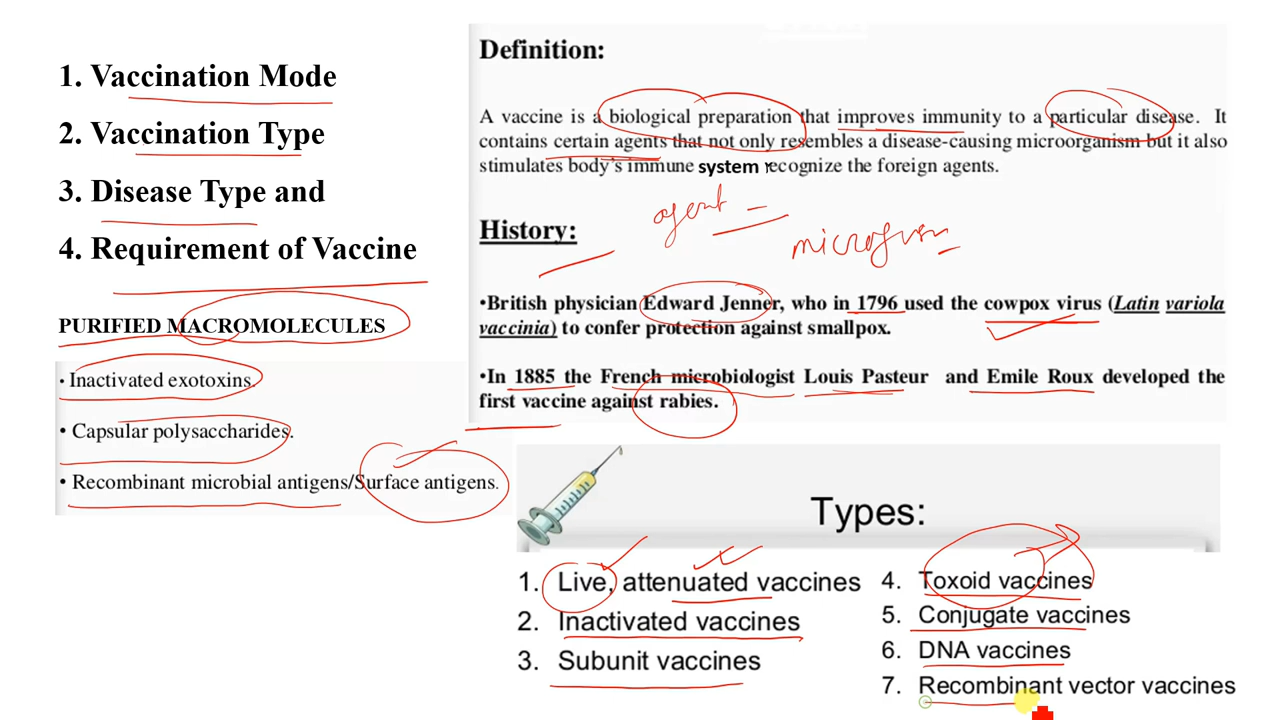 1. Vaccination Mode
2. Vaccination Type
3. Disease Type and
4. Requirement of Vaccine
PURIFIED MACROMOLECULES
• Inactivated exotoxins.
• Capsular polysaccharides.
• Recombinant microbial antigens/Surface antigens.
Definition:
A vaccine is a biological preparation that improves immunity to a particular disease. It
contains certain agents that not only resembles a disease-causing microorganism but it also
stimulates body's immune system recognize the foreign agents.
agent
History:
•British physician Edward Jenner, who in 1796 used the cowpox virus (Latin variola
vaccinia) to confer protection against smallpox.
•In 1885 the French microbiologist Louis Pasteur and Emile Roux developed the
first vaccine against rabies.
Types:
1. Live, attenuated vaccines
2. Inactivated vaccines
3. Subunit vaccines
4. Toxoid vaccines
5. Conjugate vaccines
6. DNA vaccines
7. Recombinant vector vaccines